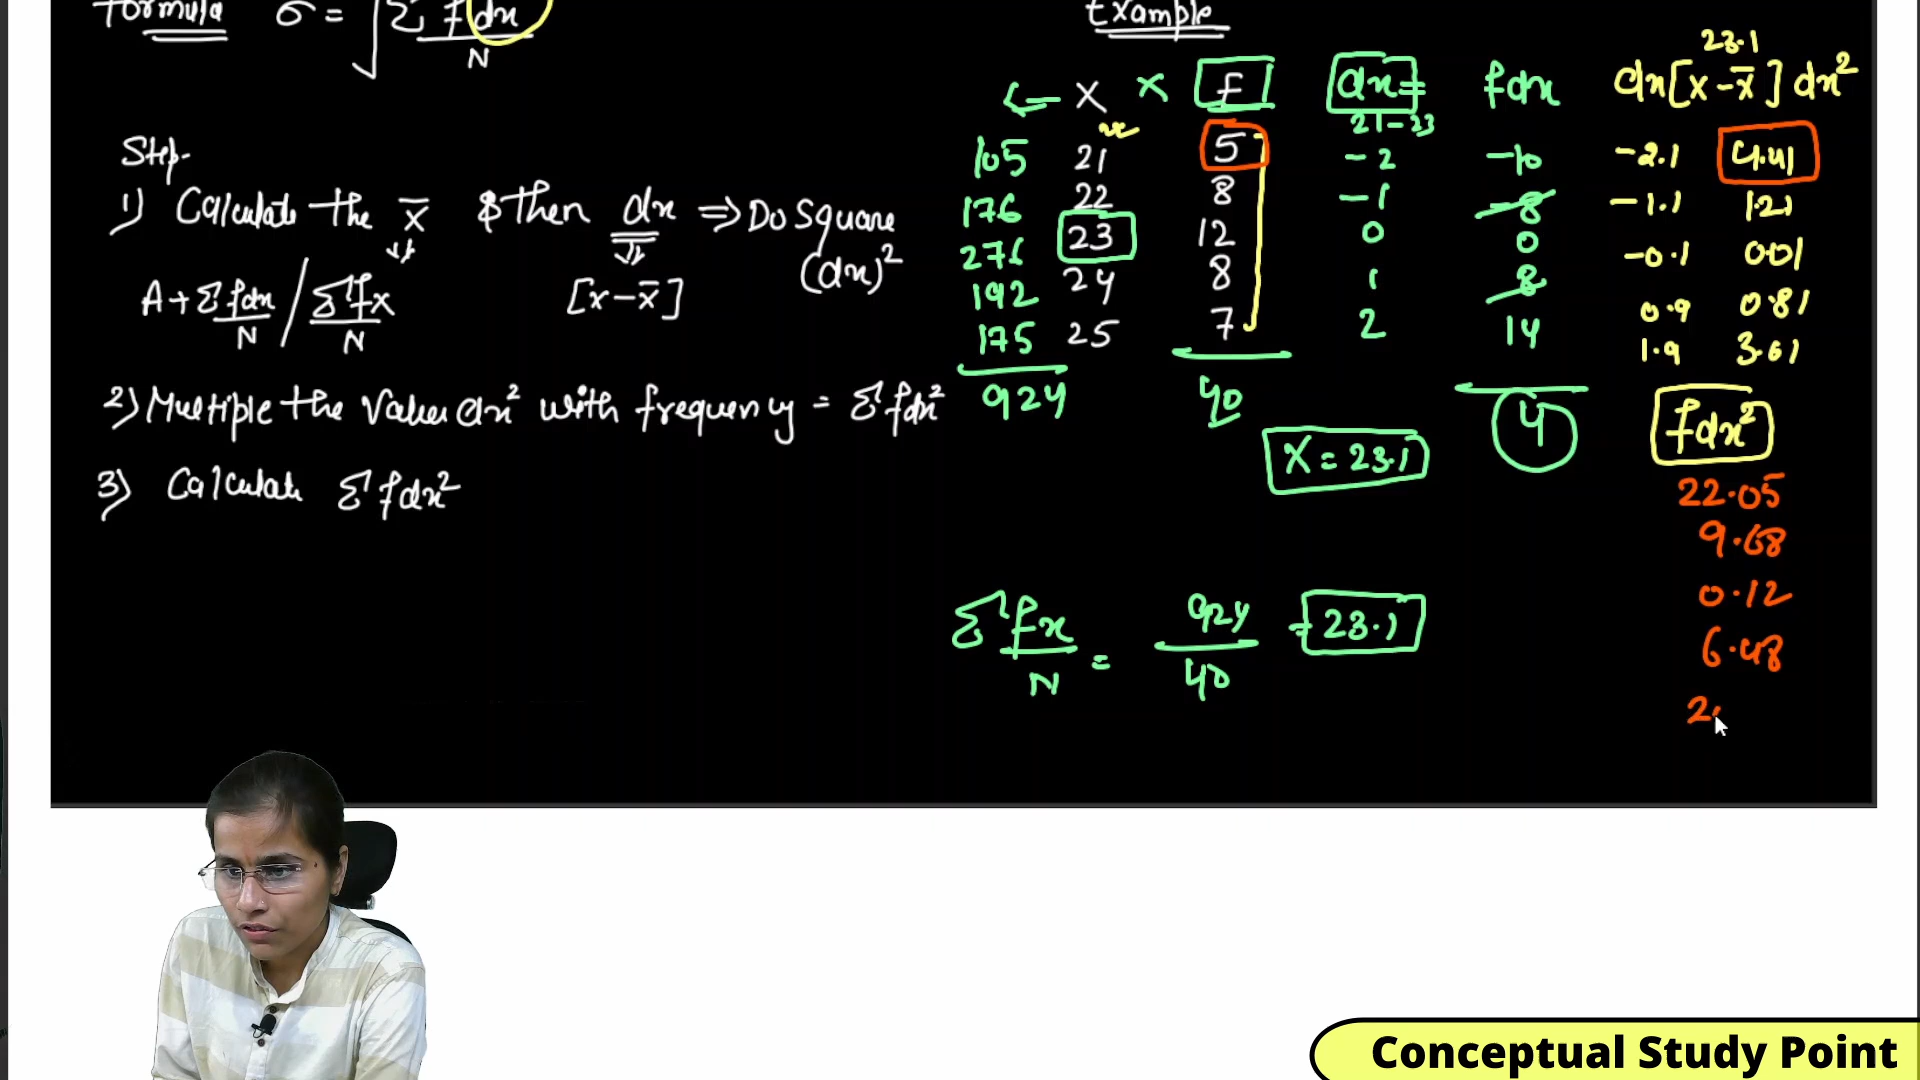 Formula σ = √ Σ fdx / N
Step-
1) Calculate the x̄ & then dx ⇒ Do Square (dx)²
A + Σfdx / N / Σfx / N [x - x̄]
2) Multiple the Value dx² with frequency = Σfdx²
3) Calculate Σfdx²
Example
← X × f dx= fdx dx[x - x̄] dx²
23.1
21-23
105 21 5 -2 -10 -2.1 4.41
176 22 8 -1 -8 -1.1 1.21
276 23 12 0 0 -0.1 0.01
192 24 8 1 8 0.9 0.81
175 25 7 2 14 1.9 3.61
924 40 4 fdx²
X = 23.1
22.05
9.68
0.12
6.48
2.
Σfx / N = 924 / 40 = 23.1
Conceptual Study Point